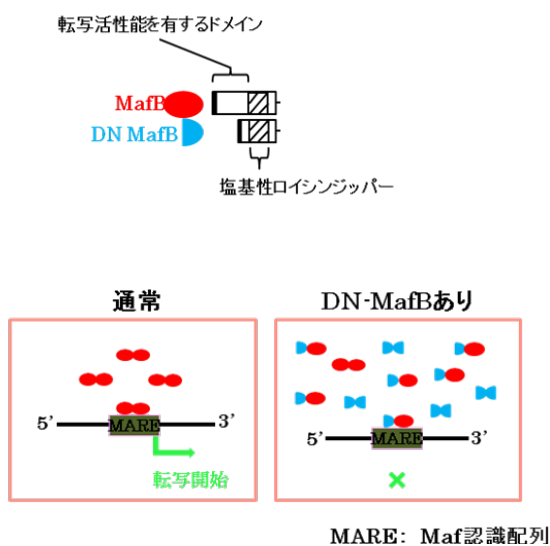 転写活性能を有するドメイン
MafB
DN MafB
塩基性ロイシンジッパー
通常
DN-MafBあり
5’ MARE 3’
転写開始
5’ MARE 3’
×
MARE: Maf認識配列